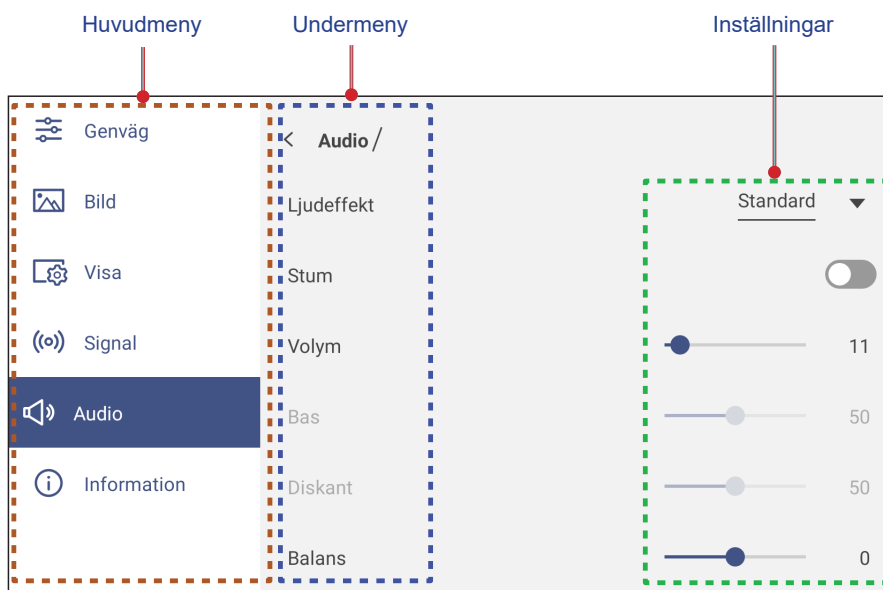 Huvudmeny
Undermeny
Inställningar
Genväg
Bild
Visa
Signal
Audio
Information
< Audio /
Ljudeffekt
Standard
Stum
Volym
11
Bas
50
Diskant
50
Balans
0